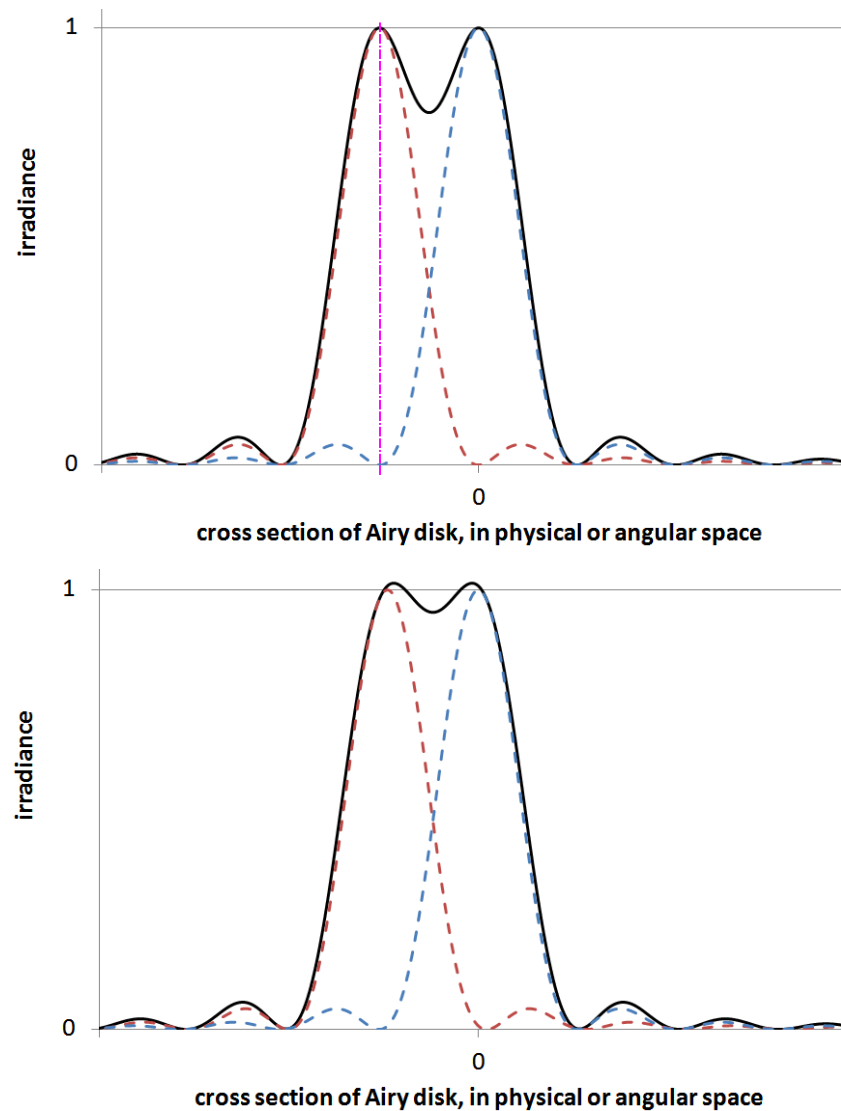 1
irradiance
0
0
cross section of Airy disk, in physical or angular space
1
irradiance
0
0
cross section of Airy disk, in physical or angular space